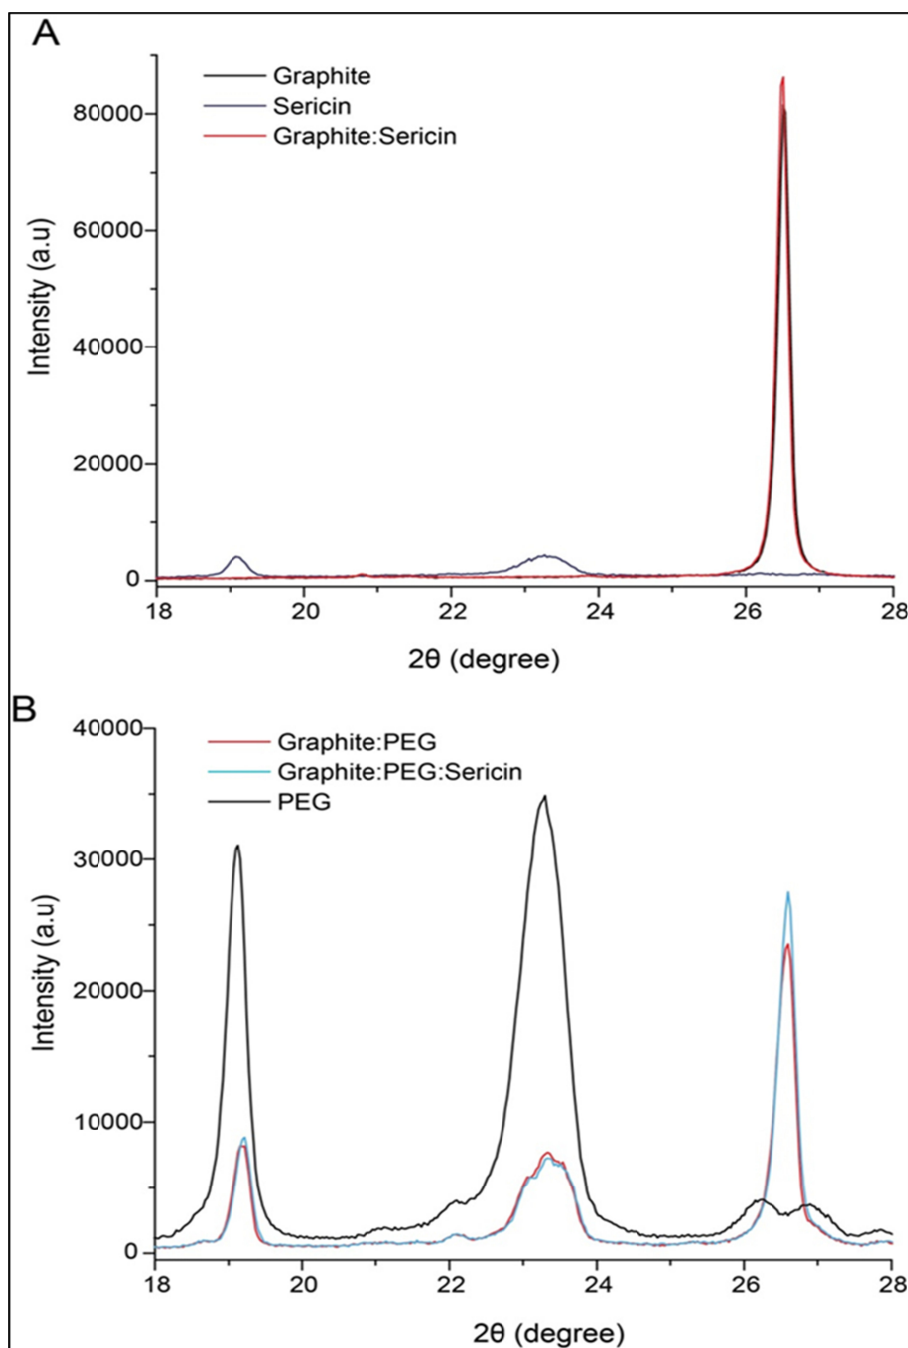 A
Graphite
Sericin
Graphite:Sericin
80000
60000
40000
20000
0
Intensity (a.u)
18 20 22 24 26 28
2θ (degree)
B
40000
Graphite:PEG
Graphite:PEG:Sericin
PEG
30000
20000
10000
0
Intensity (a.u)
18 20 22 24 26 28
2θ (degree)